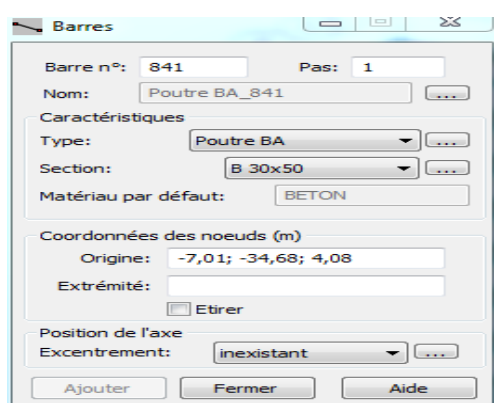 Barres
Barre n°: 841 Pas: 1
Nom: Poutre BA_841 ...
Caractéristiques
Type: Poutre BA ...
Section: B 30x50 ...
Matériau par défaut: BETON
Coordonnées des noeuds (m)
Origine: -7,01; -34,68; 4,08
Extrémité:
Etirer
Position de l'axe
Excentrement: inexistant ...
Ajouter Fermer Aide